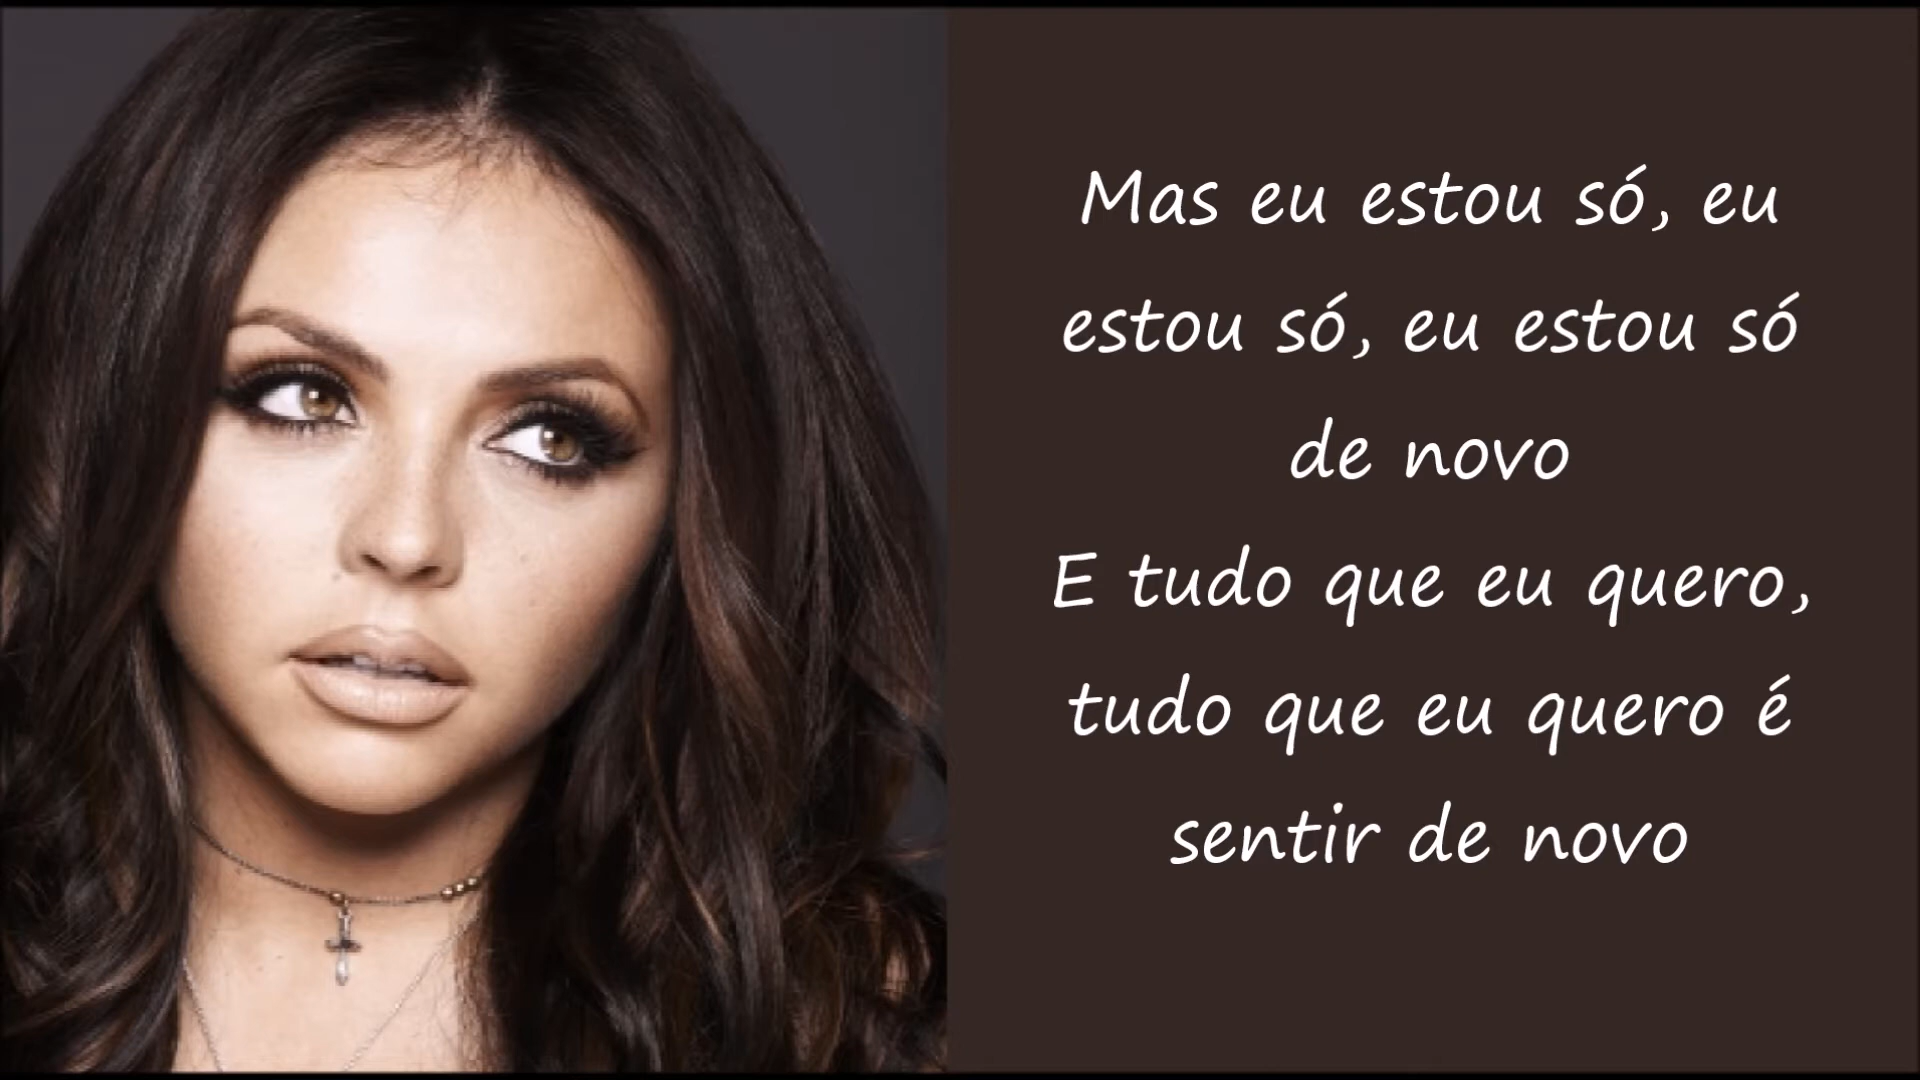 Mas eu estou só, eu
estou só, eu estou só
de novo
E tudo que eu quero,
tudo que eu quero é
sentir de novo